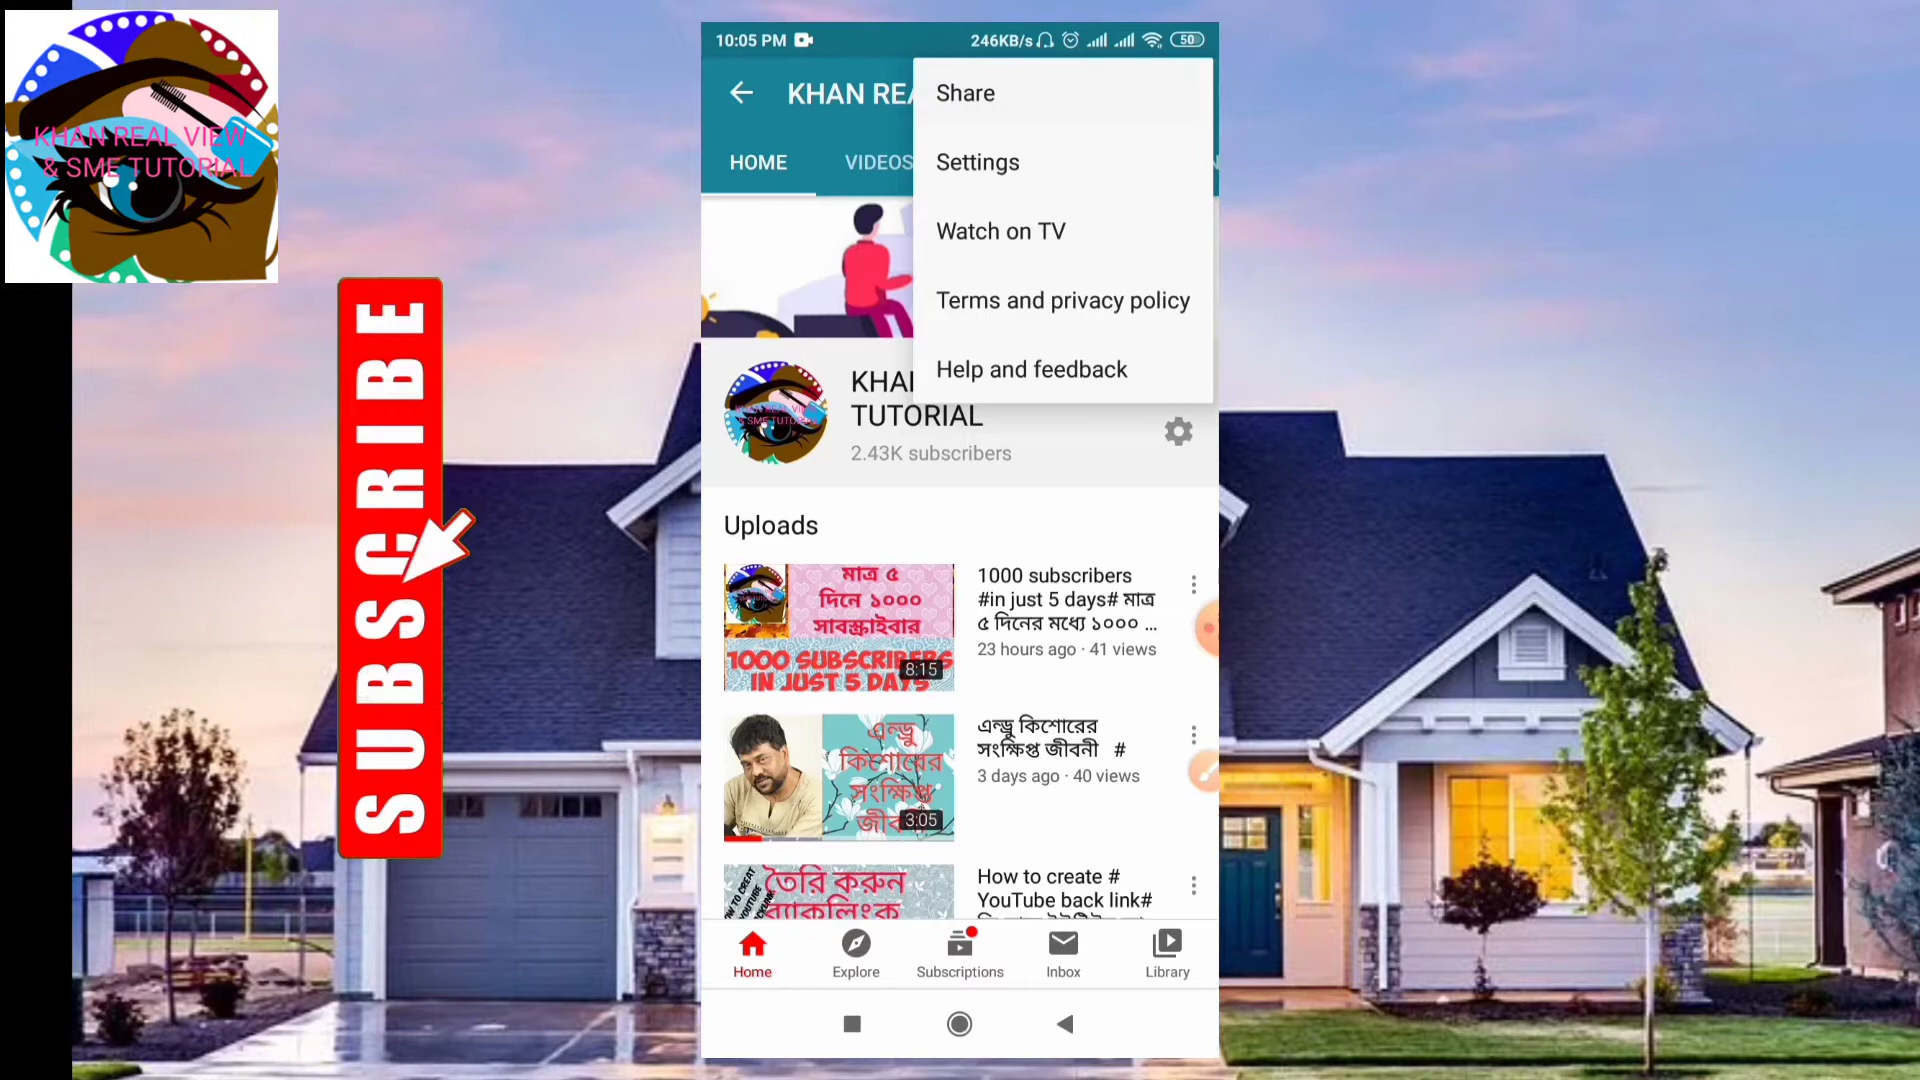 KHAN REAL VIEW
& SME TUTORIAL
SUBSCRIBE
10:05 PM
246KB/s
50
KHAN REA
Share
HOME
VIDEOS
Settings
Watch on TV
Terms and privacy policy
Help and feedback
KHAN
TUTORIAL
2.43K subscribers
Uploads
মাত্র ৫
দিনে ১০০০
সাবস্ক্রাইবার
1000 SUBSCRIBERS
IN JUST 5 DAYS
8:15
1000 subscribers
#in just 5 days# মাত্র
৫ দিনের মধ্যে ১০০০ ...
23 hours ago · 41 views
এন্ড্রু
কিশোরের
সংক্ষিপ্ত
3:05
এন্ড্রু কিশোরের
সংক্ষিপ্ত জীবনী #
3 days ago · 40 views
তৈরি করুন
ব্যাকলিংক
How to create #
YouTube back link#
Home
Explore
Subscriptions
Inbox
Library